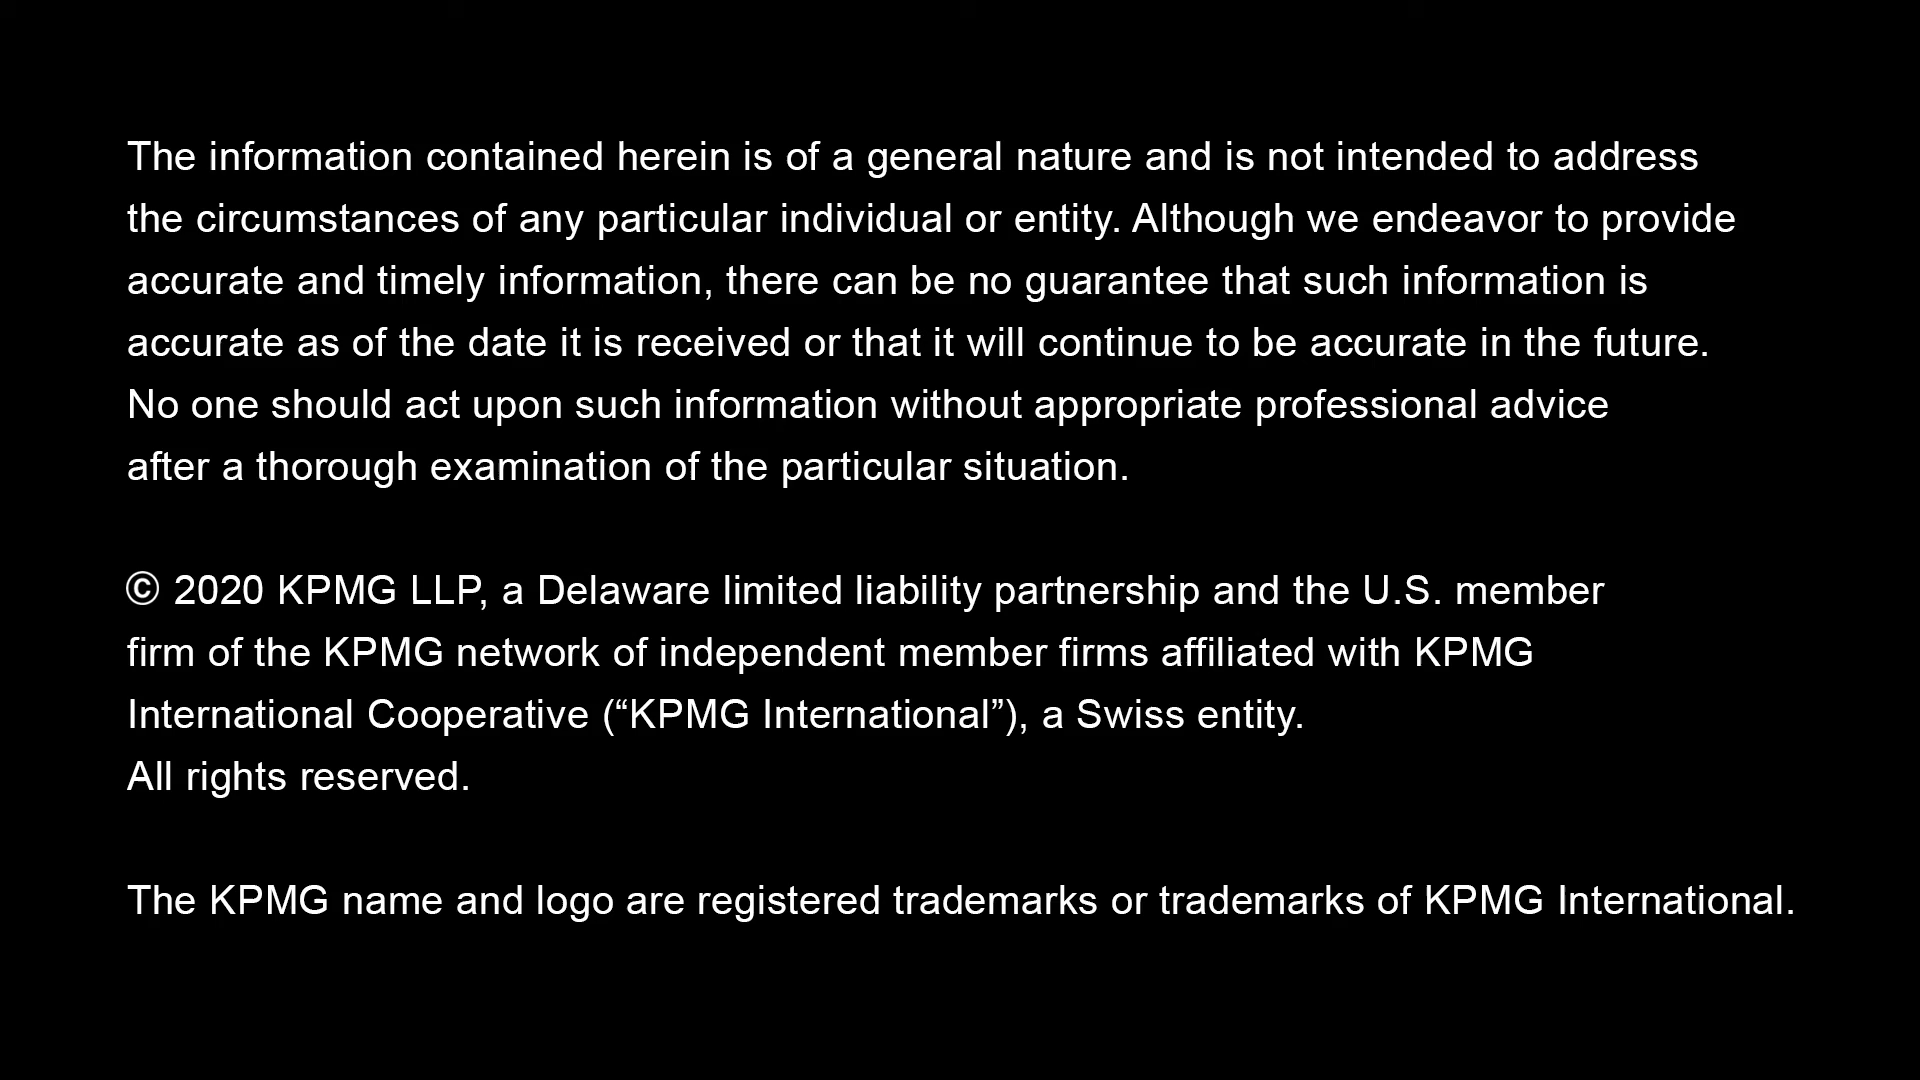 The information contained herein is of a general nature and is not intended to address
the circumstances of any particular individual or entity. Although we endeavor to provide
accurate and timely information, there can be no guarantee that such information is
accurate as of the date it is received or that it will continue to be accurate in the future.
No one should act upon such information without appropriate professional advice
after a thorough examination of the particular situation.
© 2020 KPMG LLP, a Delaware limited liability partnership and the U.S. member
firm of the KPMG network of independent member firms affiliated with KPMG
International Cooperative (“KPMG International”), a Swiss entity.
All rights reserved.
The KPMG name and logo are registered trademarks or trademarks of KPMG International.